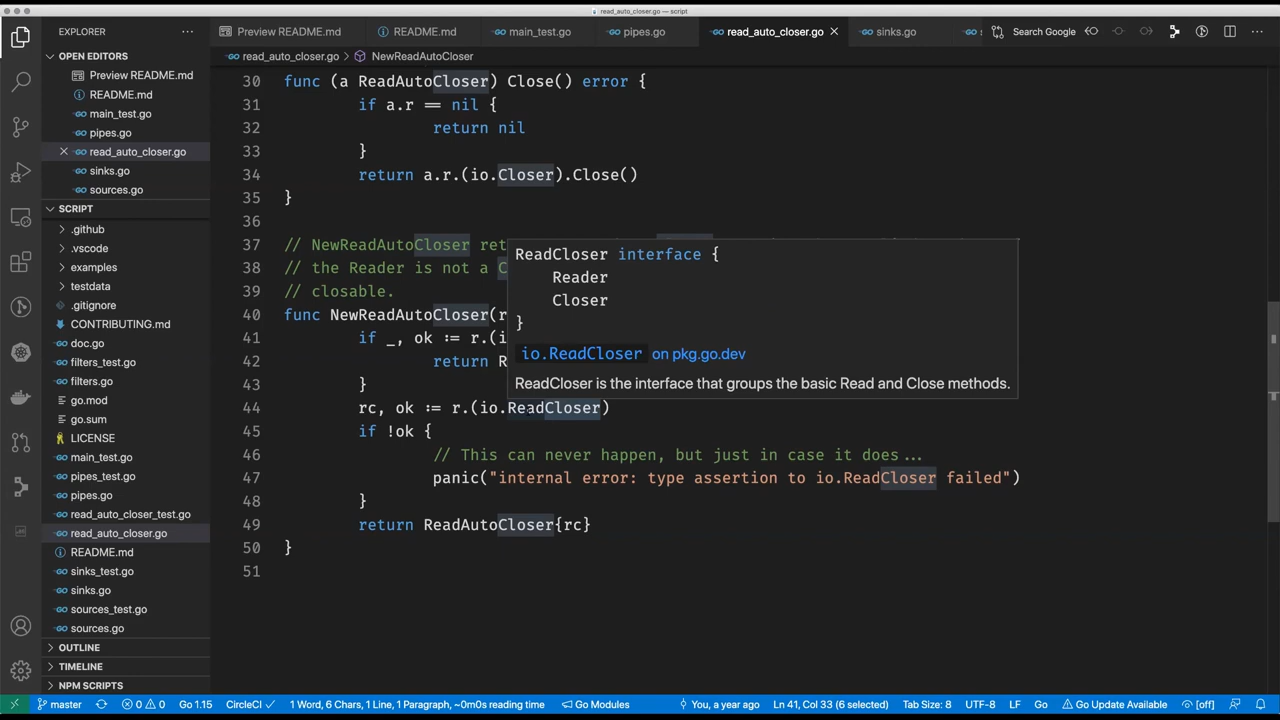 read_auto_closer.go — script
EXPLORER
Preview README.md
README.md
main_test.go
pipes.go
read_auto_closer.go
sinks.go
Search Google
OPEN EDITORS
Preview README.md
README.md
main_test.go
pipes.go
read_auto_closer.go
sinks.go
sources.go
SCRIPT
.github
.vscode
examples
testdata
.gitignore
CONTRIBUTING.md
doc.go
filters_test.go
filters.go
go.mod
go.sum
LICENSE
main_test.go
pipes_test.go
pipes.go
read_auto_closer_test.go
read_auto_closer.go
README.md
sinks_test.go
sinks.go
sources_test.go
sources.go
OUTLINE
TIMELINE
NPM SCRIPTS
read_auto_closer.go > NewReadAutoCloser
30 func (a ReadAutoCloser) Close() error {
31 if a.r == nil {
32 return nil
33 }
34 return a.r.(io.Closer).Close()
35 }
36
37 // NewReadAutoCloser ret
38 // the Reader is not a C
39 // closable.
40 func NewReadAutoCloser(r
41 if _, ok := r.(i
42 return R
43 }
44 rc, ok := r.(io.ReadCloser)
45 if !ok {
46 // This can never happen, but just in case it does...
47 panic("internal error: type assertion to io.ReadCloser failed")
48 }
49 return ReadAutoCloser{rc}
50 }
51
ReadCloser interface {
Reader
Closer
}
io.ReadCloser on pkg.go.dev
ReadCloser is the interface that groups the basic Read and Close methods.
master 0 0 CircleCI ✓ Go 1.15 1 Word, 6 Chars, 1 Line, 1 Paragraph, ~0m0s reading time Go Modules You, a year ago Ln 41, Col 33 (6 selected) Tab Size: 8 UTF-8 LF Go Go Update Available [off]